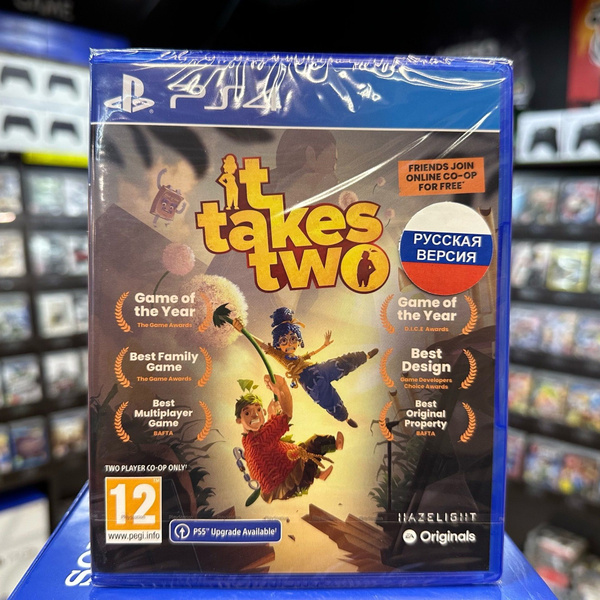 PS4
it
takes
two
FRIENDS JOIN
ONLINE CO-OP
FOR FREE*
РУССКАЯ
ВЕРСИЯ
Game of
the Year
The Game Awards
Game of
the Year
D.I.C.E Awards
Best Family
Game
The Game Awards
Best
Design
Game Developers
Choice Awards
Best
Multiplayer
Game
BAFTA
Best
Original
Property
BAFTA
TWO PLAYER CO-OP ONLY¹
12
www.pegi.info
PS5™ Upgrade Available²
HAZELIGHT
EA Originals